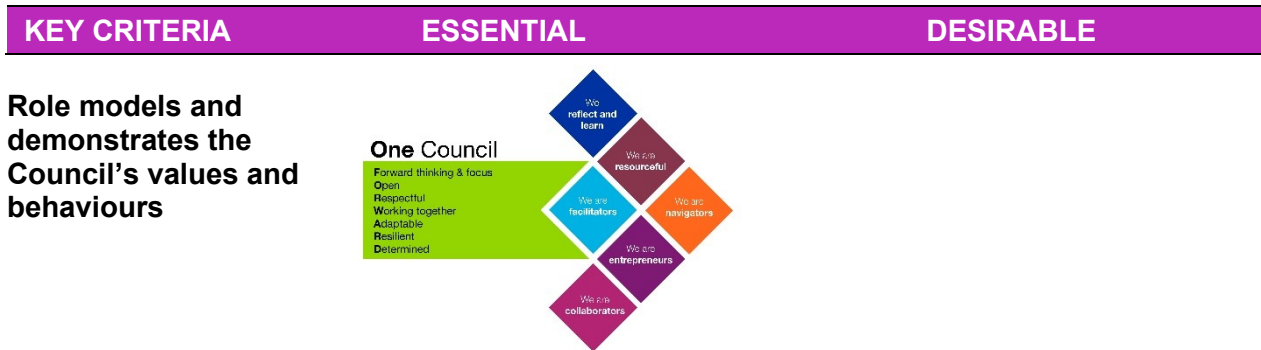 KEY CRITERIA ESSENTIAL DESIRABLE
Role models and
demonstrates the
Council's values and
behaviours
One Council
Forward thinking & focus
Open
Respectful
Working together
Adaptable
Resilient
Determined
We
reflect and
learn
We are
resourceful
We are
facilitators
We are
navigators
We are
entrepreneurs
We are
collaborators